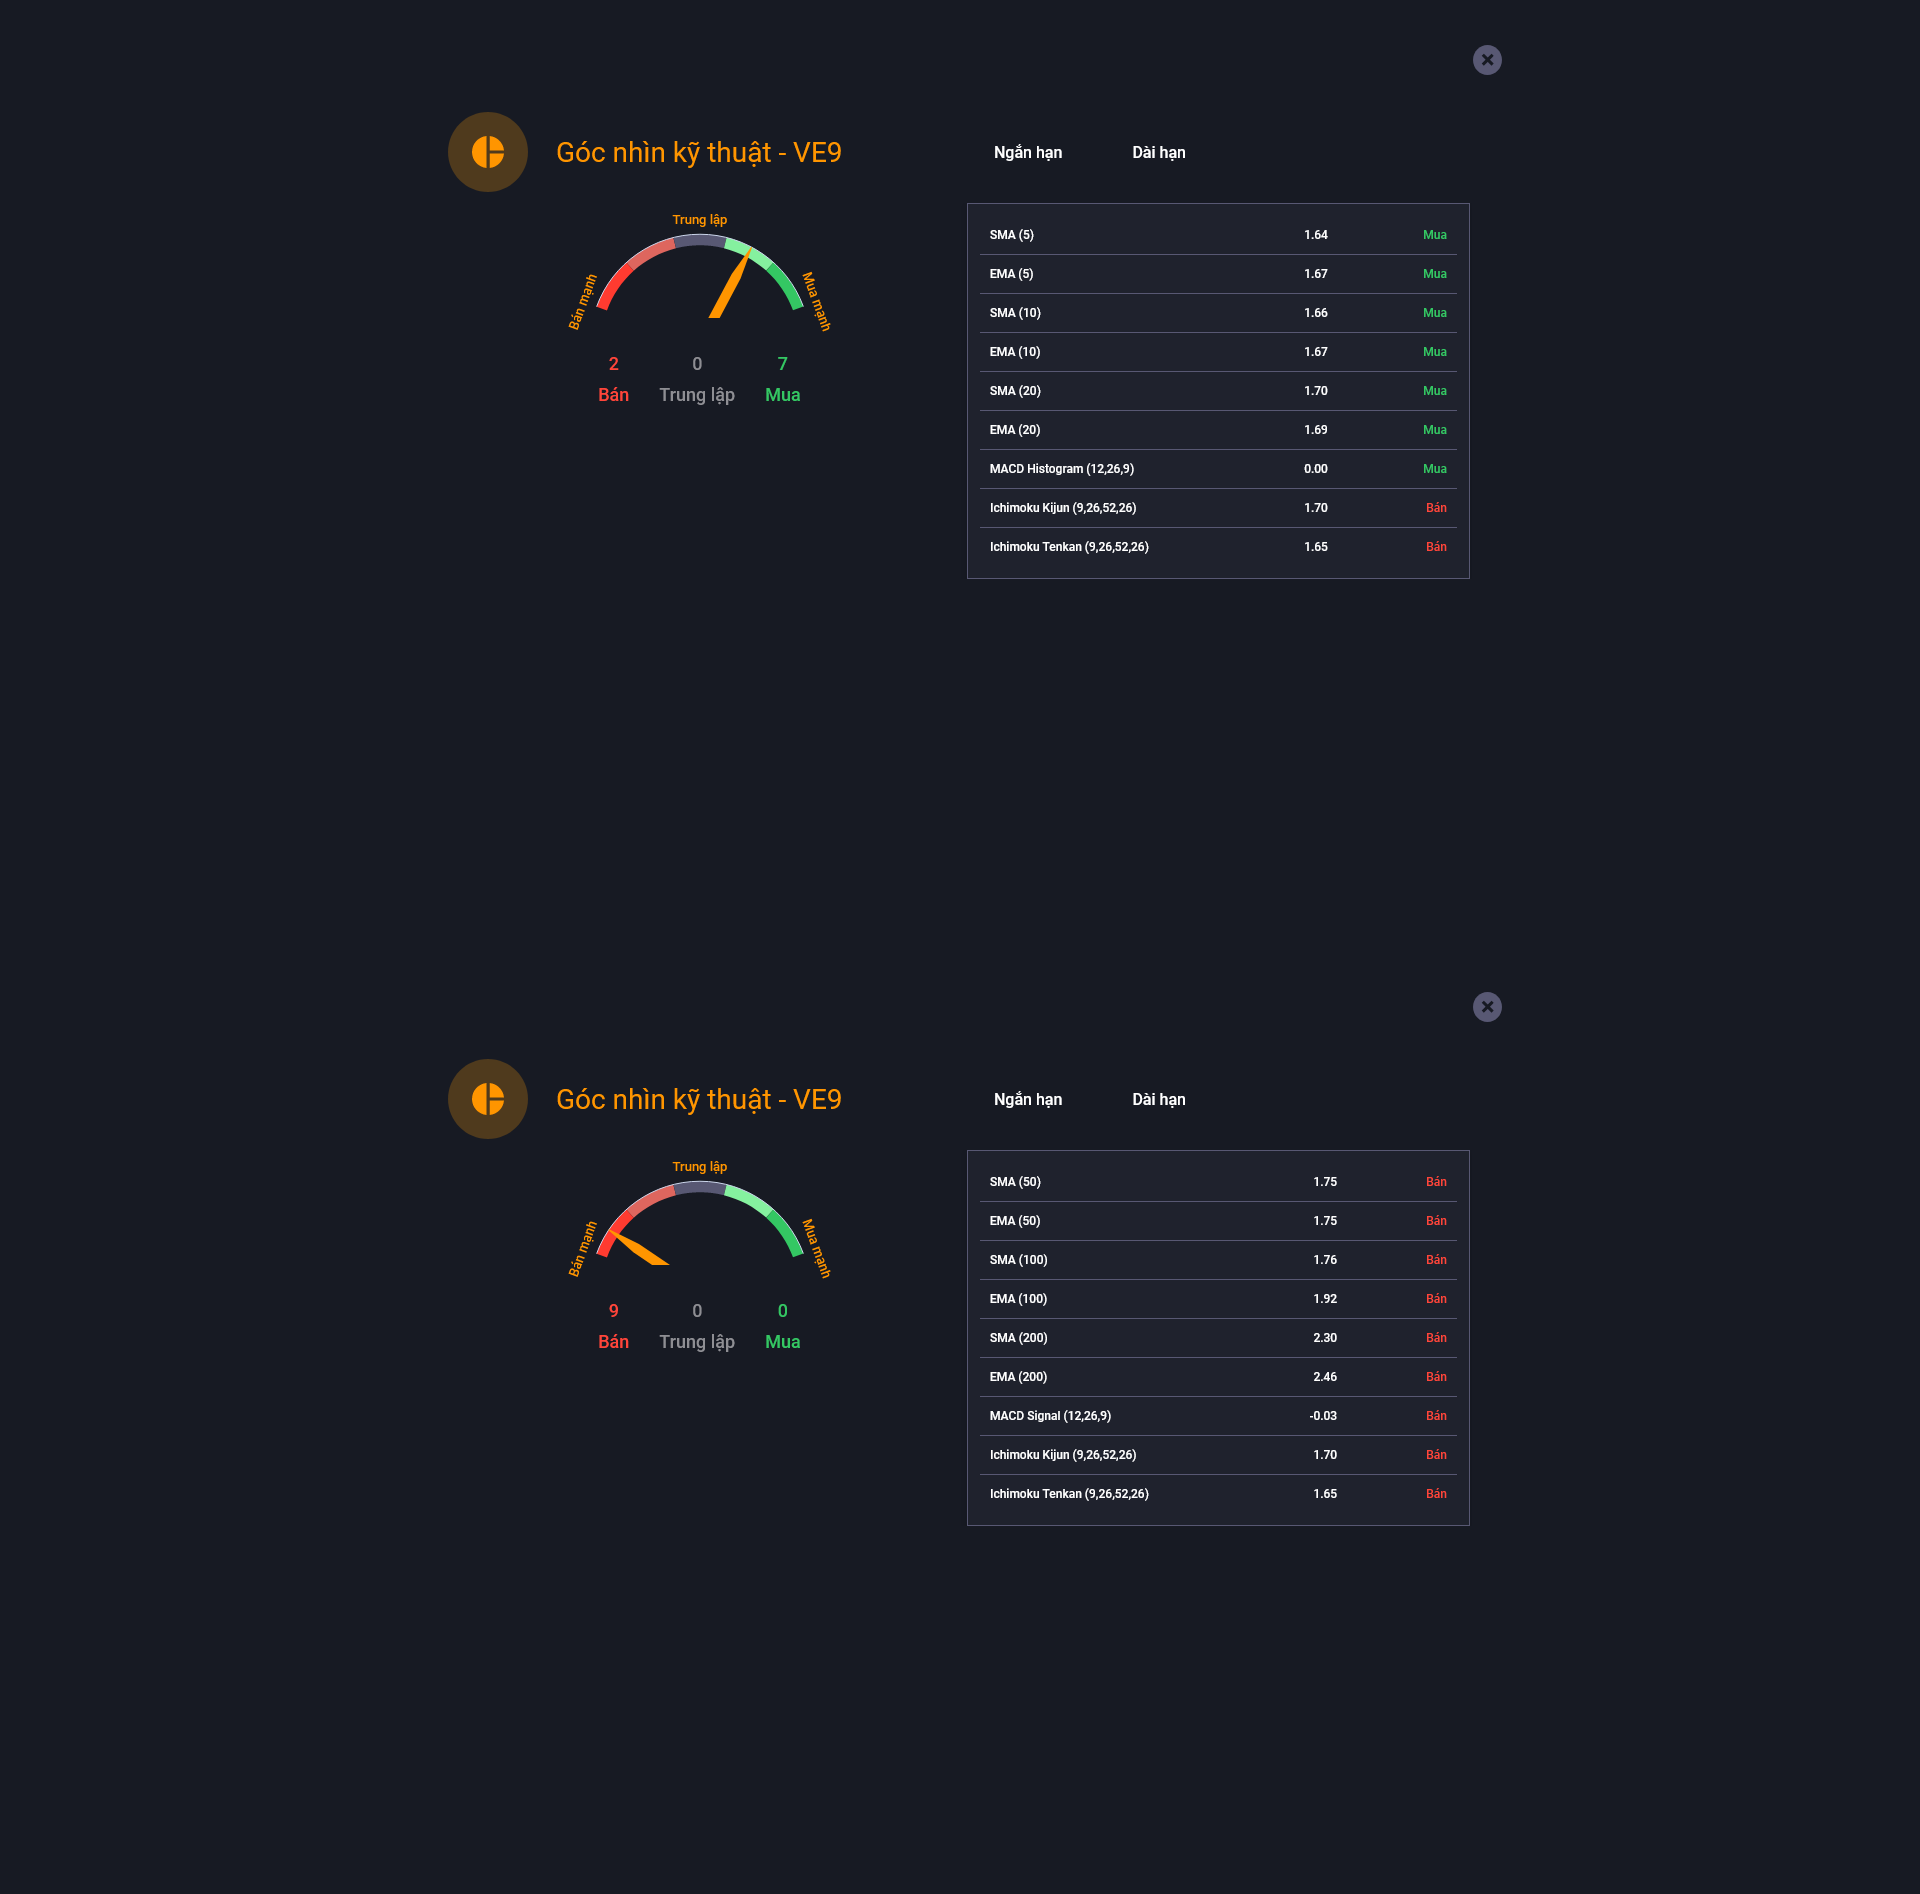 Góc nhìn kỹ thuật - VE9
Ngắn hạn Dài hạn
Trung lập
Bán mạnh
Mua mạnh
2 0 7
Bán Trung lập Mua
SMA (5) 1.64 Mua
EMA (5) 1.67 Mua
SMA (10) 1.66 Mua
EMA (10) 1.67 Mua
SMA (20) 1.70 Mua
EMA (20) 1.69 Mua
MACD Histogram (12,26,9) 0.00 Mua
Ichimoku Kijun (9,26,52,26) 1.70 Bán
Ichimoku Tenkan (9,26,52,26) 1.65 Bán
Góc nhìn kỹ thuật - VE9
Ngắn hạn Dài hạn
Trung lập
Bán mạnh
Mua mạnh
9 0 0
Bán Trung lập Mua
SMA (50) 1.75 Bán
EMA (50) 1.75 Bán
SMA (100) 1.76 Bán
EMA (100) 1.92 Bán
SMA (200) 2.30 Bán
EMA (200) 2.46 Bán
MACD Signal (12,26,9) -0.03 Bán
Ichimoku Kijun (9,26,52,26) 1.70 Bán
Ichimoku Tenkan (9,26,52,26) 1.65 Bán